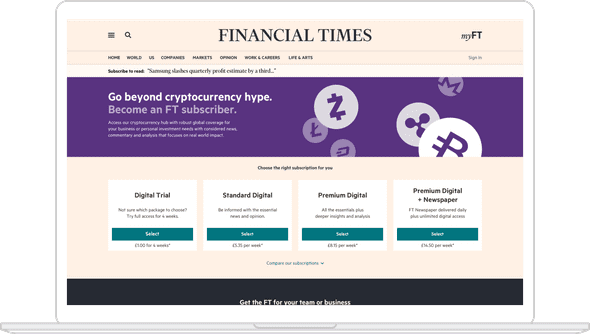 FINANCIAL TIMES
myFT
HOME WORLD US COMPANIES MARKETS OPINION WORK & CAREERS LIFE & ARTS
Sign in
Subscribe to read: "Samsung slashes quarterly profit estimate by a third..."
Go beyond cryptocurrency hype.
Become an FT subscriber.
Access our cryptocurrency hub with robust global coverage for
your business or personal investment needs with considered news,
commentary and analysis that focuses on real world impact.
Choose the right subscription for you
Digital Trial
Not sure which package to choose?
Try full access for 4 weeks.
Select
£1.00 for 4 weeks*
Standard Digital
Be informed with the essential
news and opinion.
Select
£5.35 per week*
Premium Digital
All the essentials plus
deeper insights and analysis
Select
£8.15 per week*
Premium Digital
+ Newspaper
FT Newspaper delivered daily
plus unlimited digital access
Select
£14.50 per week*
Compare our subscriptions
Get the FT for your team or business